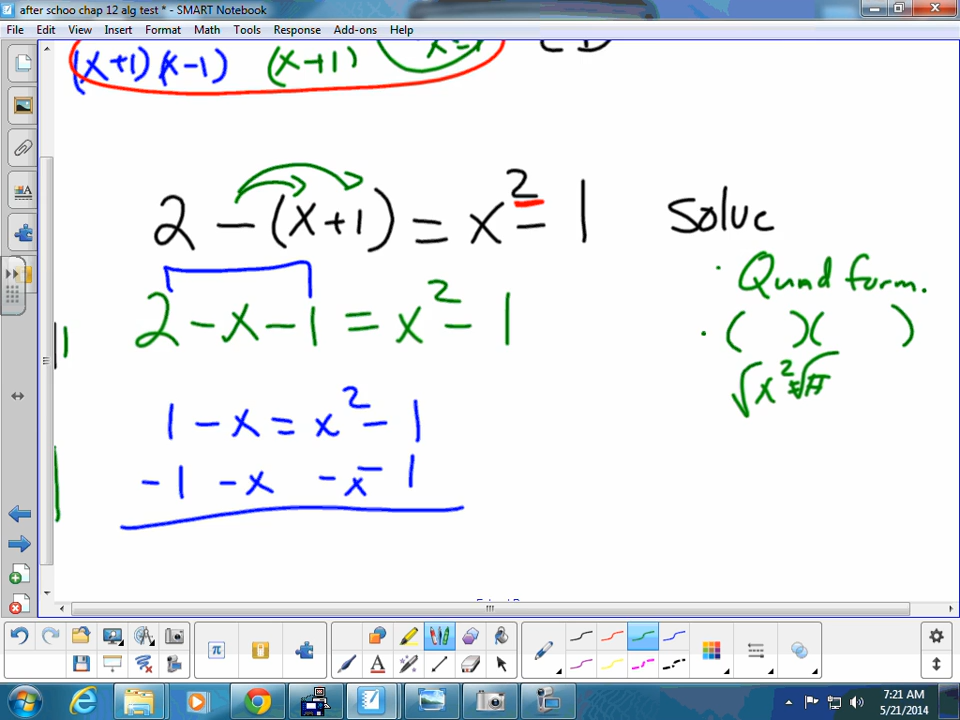 after schoo chap 12 alg test * - SMART Notebook
File Edit View Insert Format Math Tools Response Add-ons Help
(x+1)(x-1) (x+1)
2 - (x+1) = x² - 1 Solve
2 - x - 1 = x² - 1
· Quad form.
· ( )( )
1 - x = x² - 1
√x² √#
-1 - x - x - 1
π
A
7:21 AM
5/21/2014